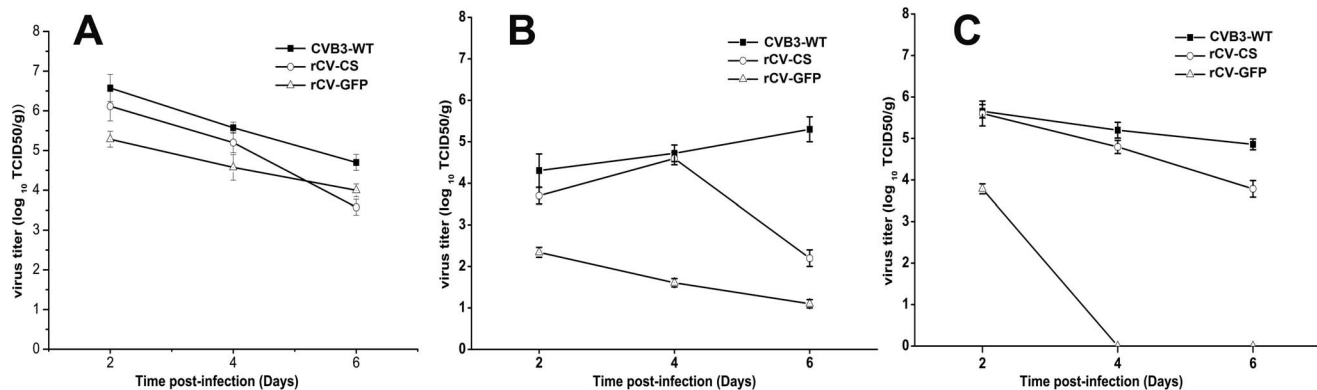 A
CVB3-WT
rCV-CS
rCV-GFP
virus titer (log 10 TCID50/g))
8
7
6
5
4
3
2
1
0
2
4
6
Time post-infection (Days)
B
CVB3-WT
rCV-CS
rCV-GFP
virus titer (log 10 TCID50/g)
8
7
6
5
4
3
2
1
0
2
4
6
Time post-infection (Days)
C
CVB3-WT
rCV-CS
rCV-GFP
virus titer (log 10 TCID50/g)
8
7
6
5
4
3
2
1
0
2
4
6
Time post-infection (Days)